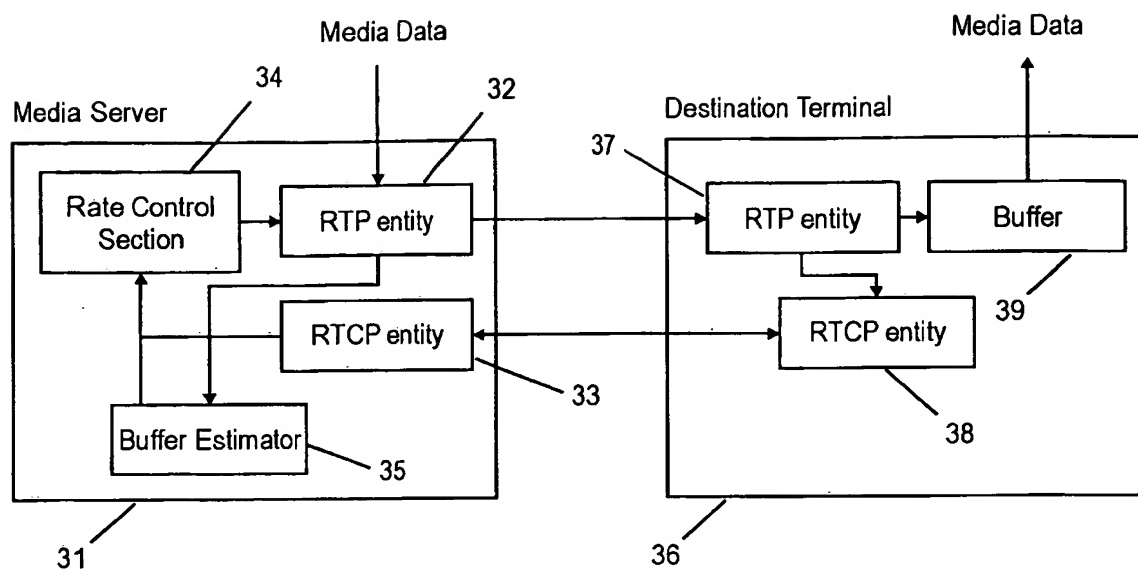 Media Data
Media Data
34
32
Media Server
Destination Terminal
37
Rate Control
Section
RTP entity
RTP entity
Buffer
39
RTCP entity
RTCP entity
33
38
Buffer Estimator
35
31
36